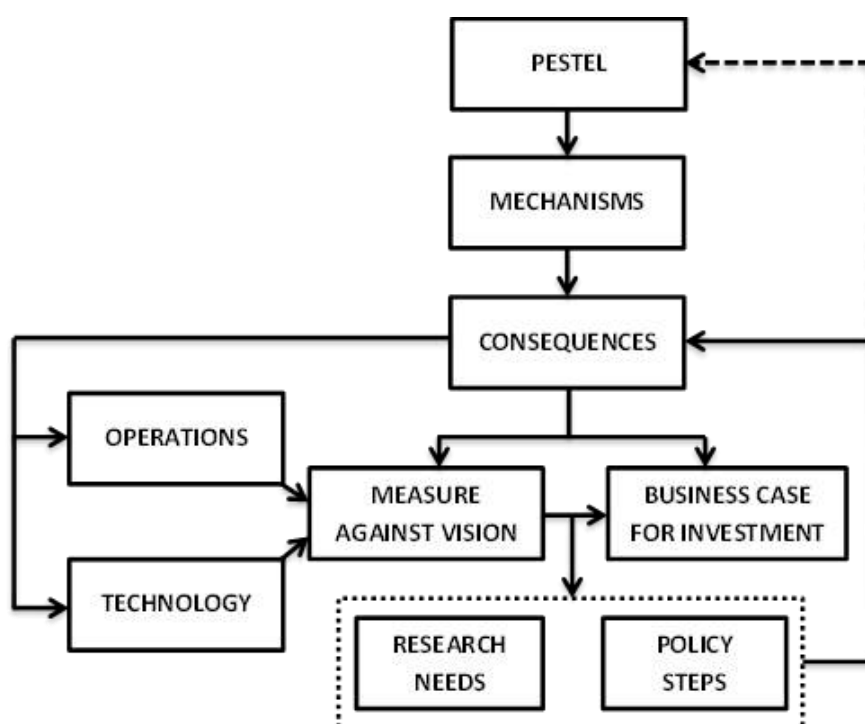 PESTEL
MECHANISMS
CONSEQUENCES
OPERATIONS
MEASURE
AGAINST VISION
BUSINESS CASE
FOR INVESTMENT
TECHNOLOGY
RESEARCH
NEEDS
POLICY
STEPS